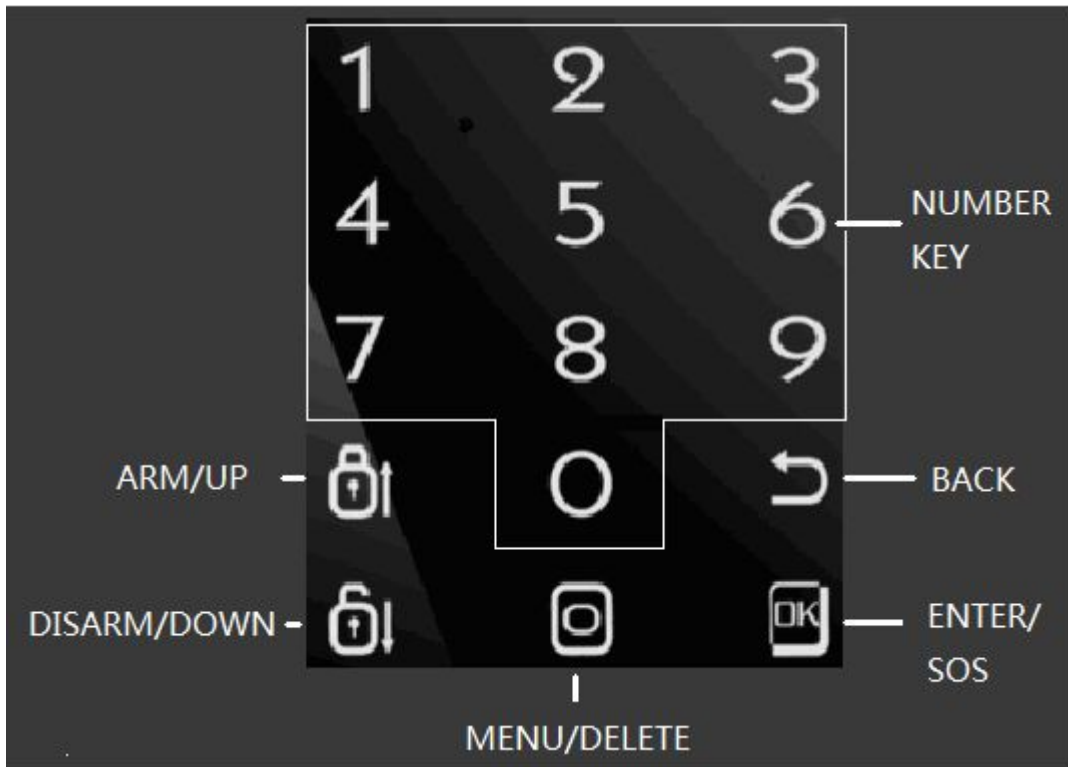 1 2 3
4 5 6
NUMBER
KEY
7 8 9
ARM/UP
0
BACK
DISARM/DOWN
OK
ENTER/
SOS
MENU/DELETE